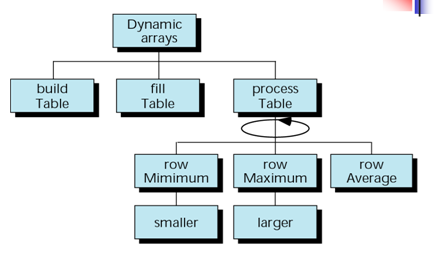 Dynamic
arrays
build
Table
fill
Table
process
Table
row
Mimimum
row
Maximum
row
Average
smaller
larger